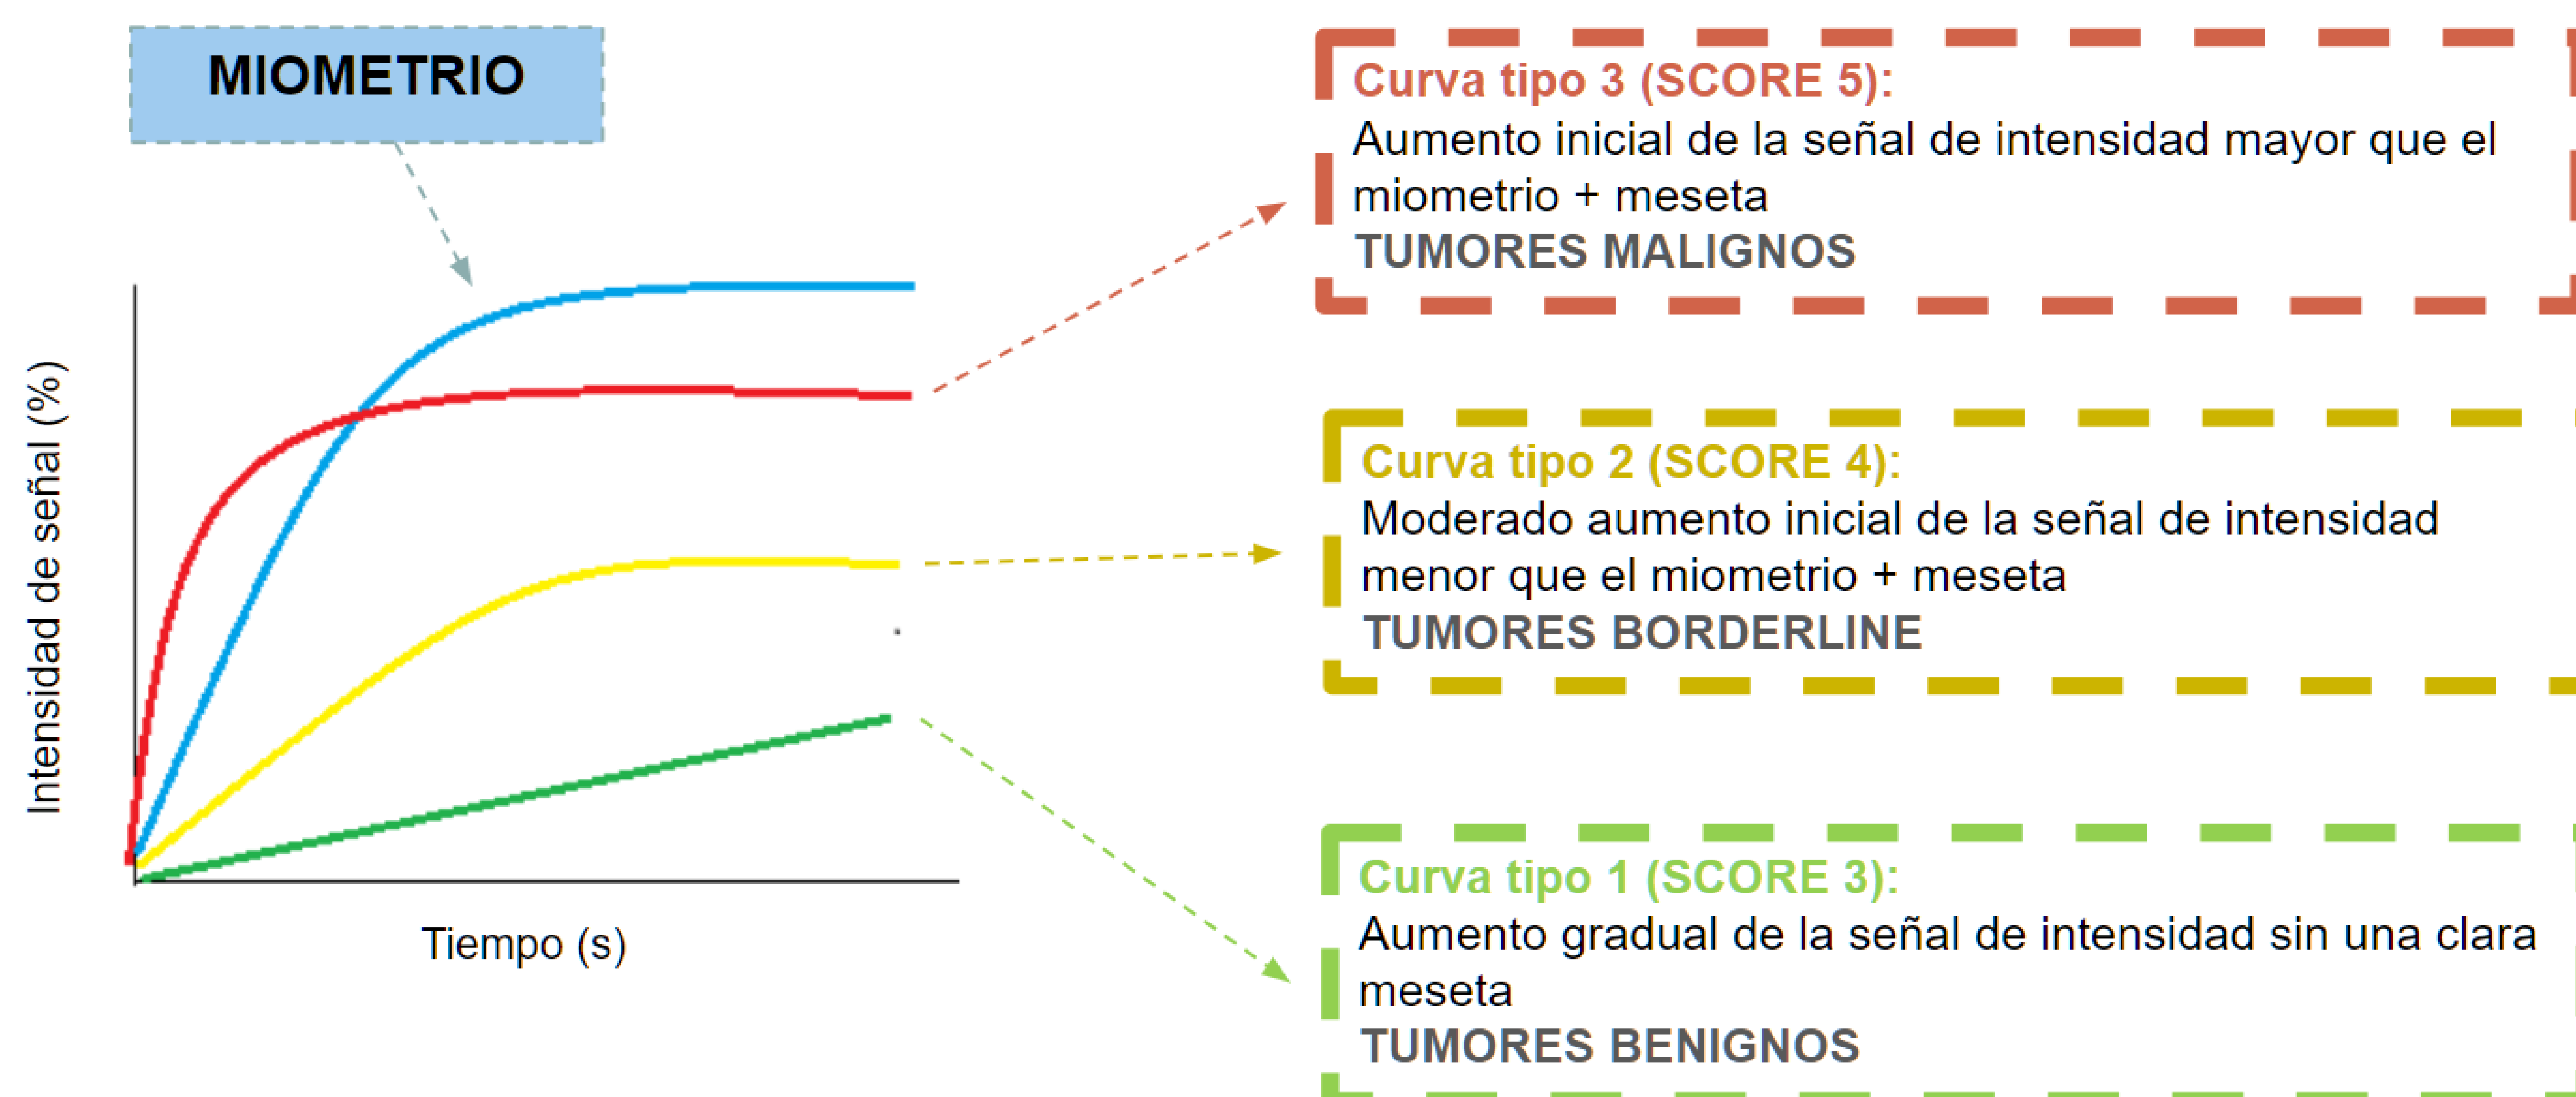 MIOMETRIO
Intensidad de señal (%)
Tiempo (s)
Curva tipo 3 (SCORE 5):
Aumento inicial de la señal de intensidad mayor que el
miometrio + meseta
TUMORES MALIGNOS
Curva tipo 2 (SCORE 4):
Moderado aumento inicial de la señal de intensidad
menor que el miometrio + meseta
TUMORES BORDERLINE
Curva tipo 1 (SCORE 3):
Aumento gradual de la señal de intensidad sin una clara
meseta
TUMORES BENIGNOS